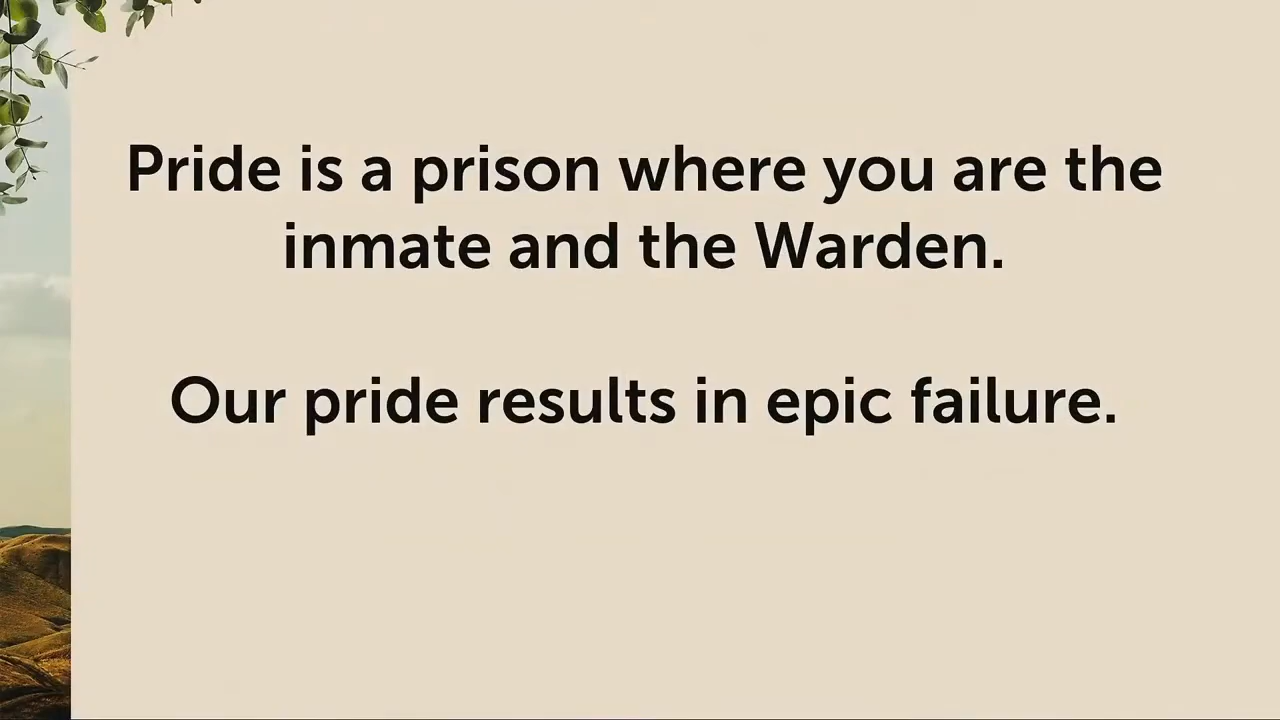 Pride is a prison where you are the
inmate and the Warden.
Our pride results in epic failure.